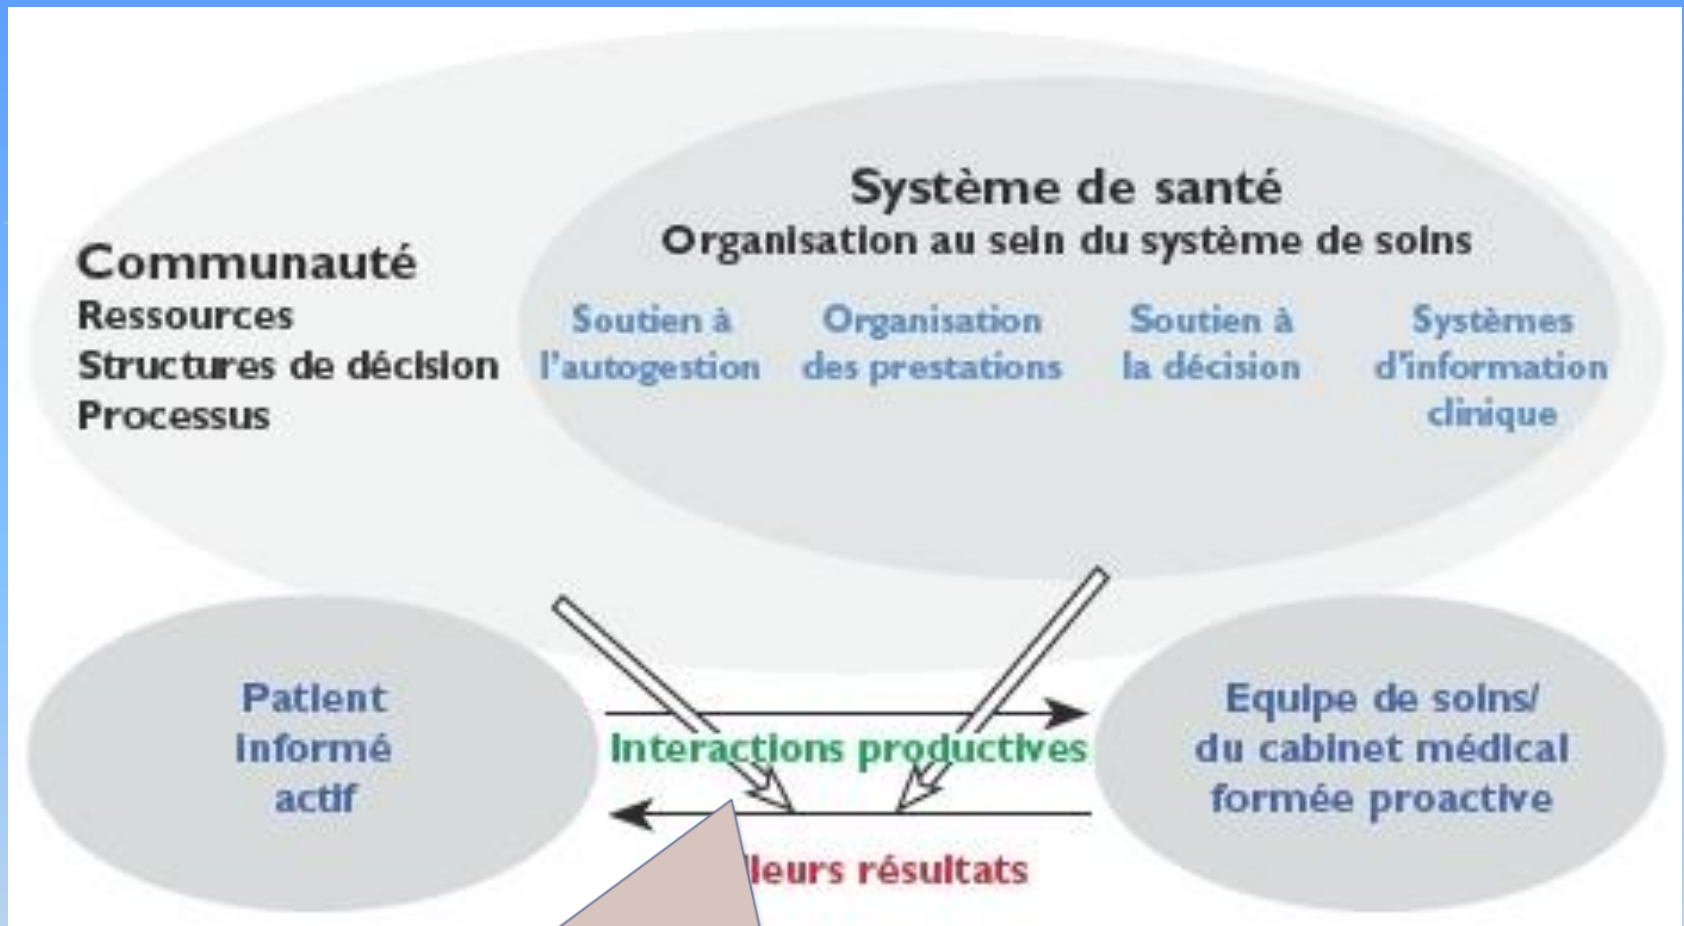 Système de santé
Organisation au sein du système de soins
Communauté
Ressources
Structures de décision
Processus
Soutien à
l'autogestion
Organisation
des prestations
Soutien à
la décision
Systèmes
d'information
clinique
Patient
informé
actif
Interactions productives
Equipe de soins/
du cabinet médical
formée proactive
résultats